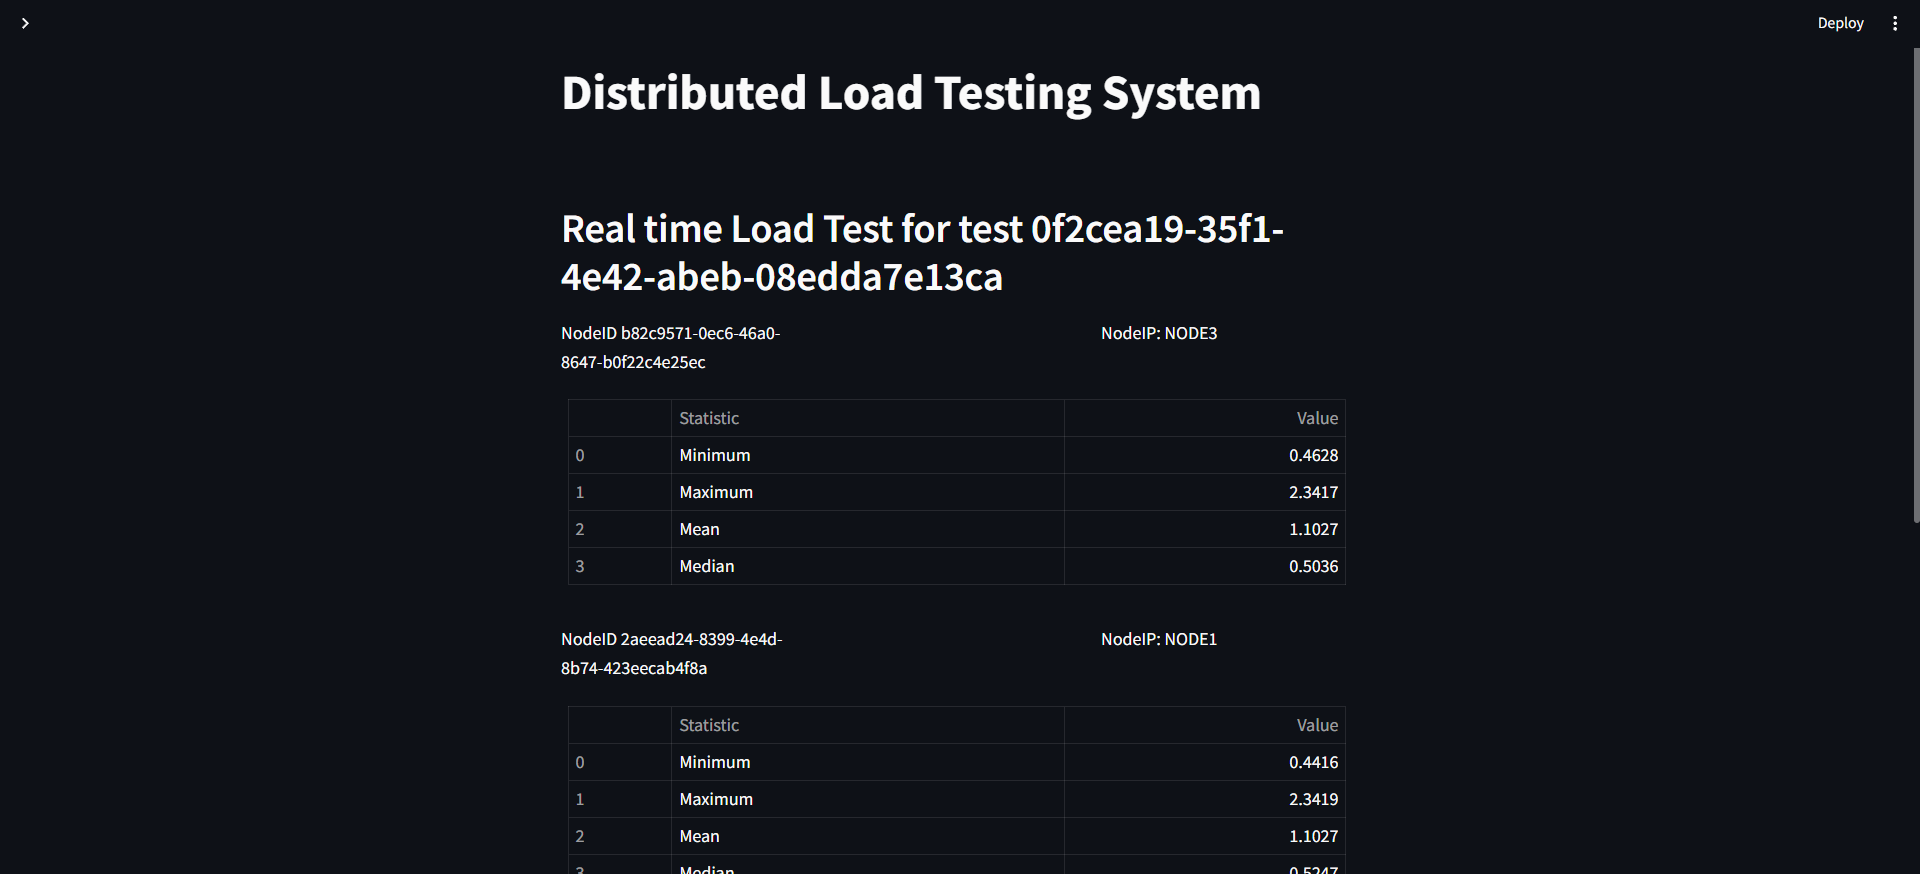 Deploy
Distributed Load Testing System
Real time Load Test for test 0f2cea19-35f1-
4e42-abeb-08edda7e13ca
NodeID b82c9571-0ec6-46a0-
8647-b0f22c4e25ec
NodeIP: NODE3
Statistic Value
0 Minimum 0.4628
1 Maximum 2.3417
2 Mean 1.1027
3 Median 0.5036
NodeID 2aeead24-8399-4e4d-
8b74-423eecab4f8a
NodeIP: NODE1
Statistic Value
0 Minimum 0.4416
1 Maximum 2.3419
2 Mean 1.1027
3 Median 0.5247